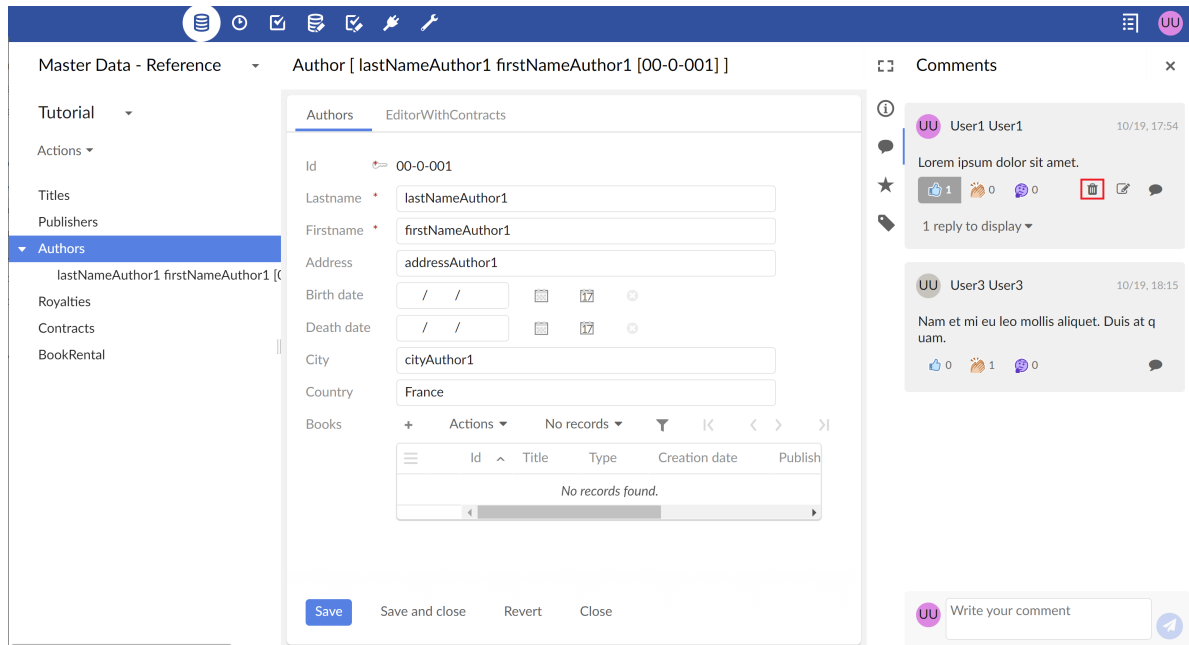 UU
Master Data - Reference
Author [ lastNameAuthor1 firstNameAuthor1 [00-0-001] ]
Comments
Tutorial
Actions
Titles
Publishers
Authors
lastNameAuthor1 firstNameAuthor1 [
Royalties
Contracts
BookRental
Authors EditorWithContracts
Id 00-0-001
Lastname * lastNameAuthor1
Firstname * firstNameAuthor1
Address addressAuthor1
Birth date / / 17
Death date / / 17
City cityAuthor1
Country France
Books + Actions No records
Id Title Type Creation date Publish
No records found.
Save Save and close Revert Close
UU User1 User1 10/19, 17:54
Lorem ipsum dolor sit amet.
1 0 0
1 reply to display
UU User3 User3 10/19, 18:15
Nam et mi eu leo mollis aliquet. Duis at q
uam.
0 1 0
UU Write your comment